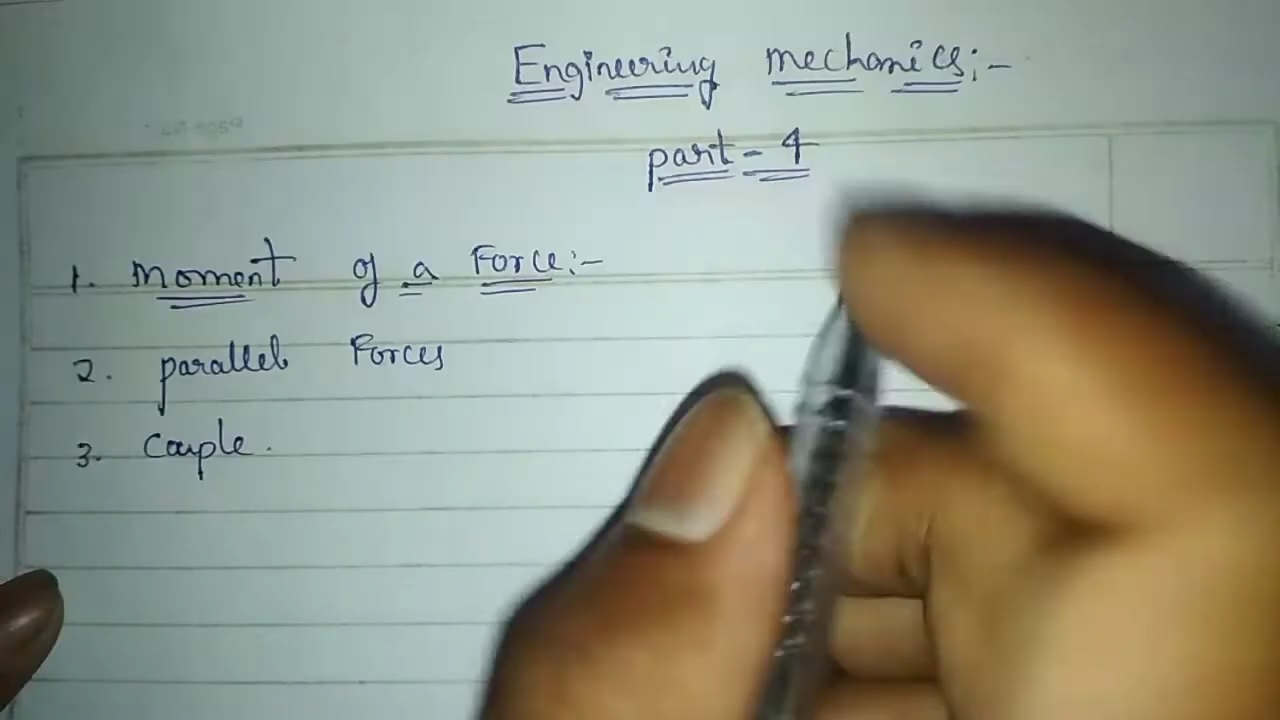 Engineering mechanics:-
part - 4
1. Moment of a Force:-
2. parallel Forces
3. Couple.